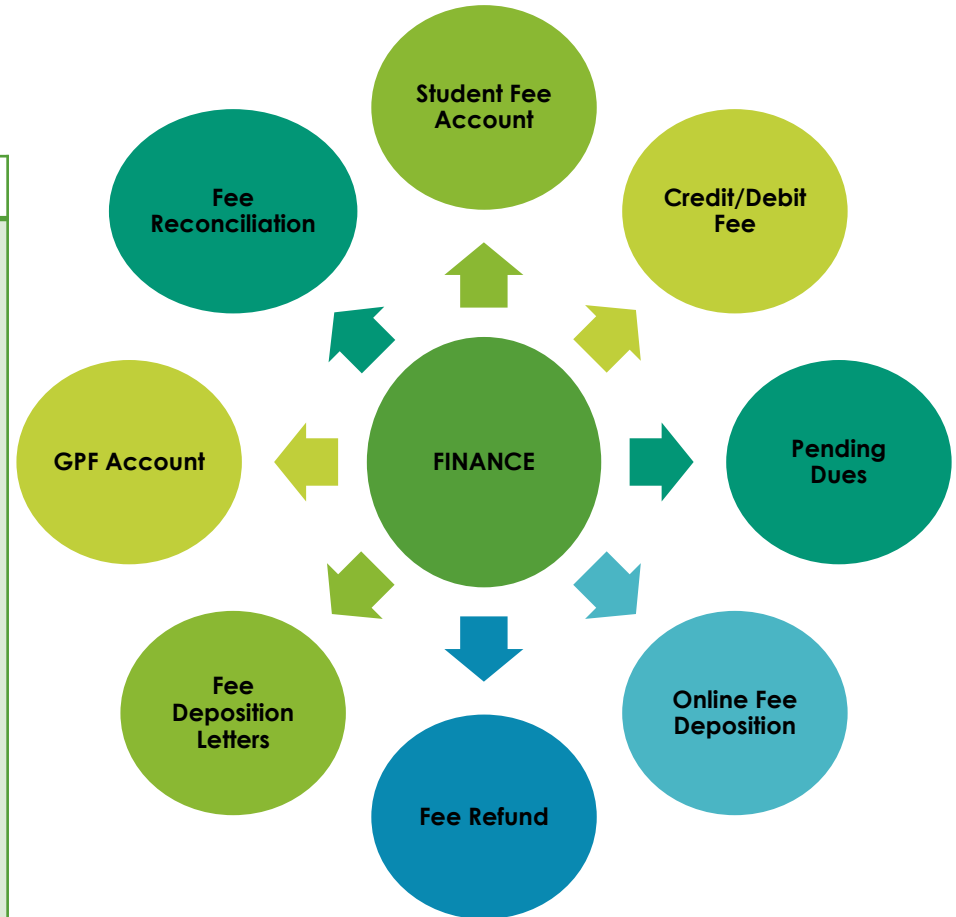 Student Fee
Account
Fee
Reconciliation
Credit/Debit
Fee
GPF Account
FINANCE
Pending
Dues
Fee
Deposition
Letters
Online Fee
Deposition
Fee Refund